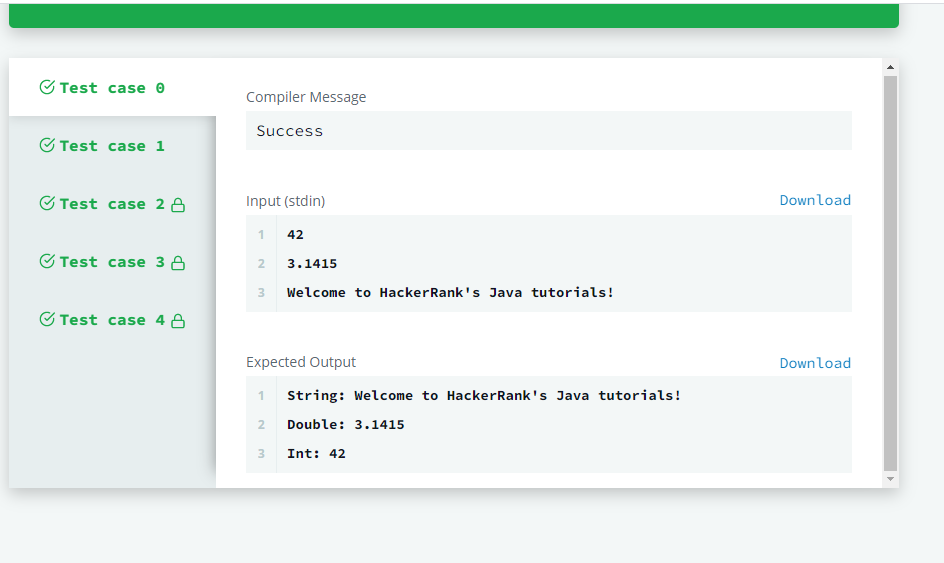 Test case 0
Test case 1
Test case 2
Test case 3
Test case 4
Compiler Message
Success
Input (stdin)
Download
1 42
2 3.1415
3 Welcome to HackerRank's Java tutorials!
Expected Output
Download
1 String: Welcome to HackerRank's Java tutorials!
2 Double: 3.1415
3 Int: 42